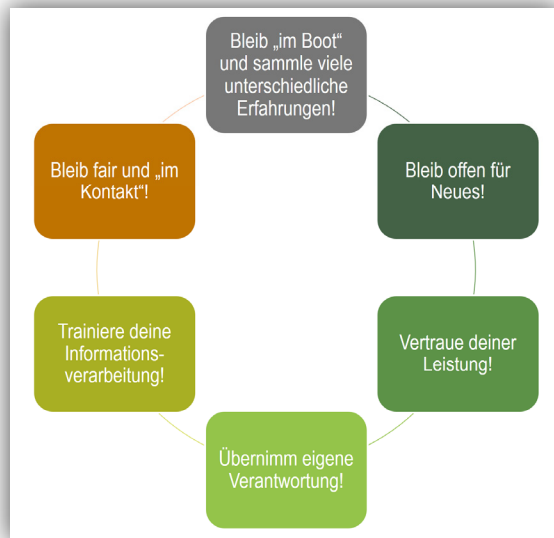 Bleib „im Boot“
und sammle viele
unterschiedliche
Erfahrungen!
Bleib offen für
Neues!
Vertraue deiner
Leistung!
Übernimm eigene
Verantwortung!
Trainiere deine
Informations-
verarbeitung!
Bleib fair und „im
Kontakt“!